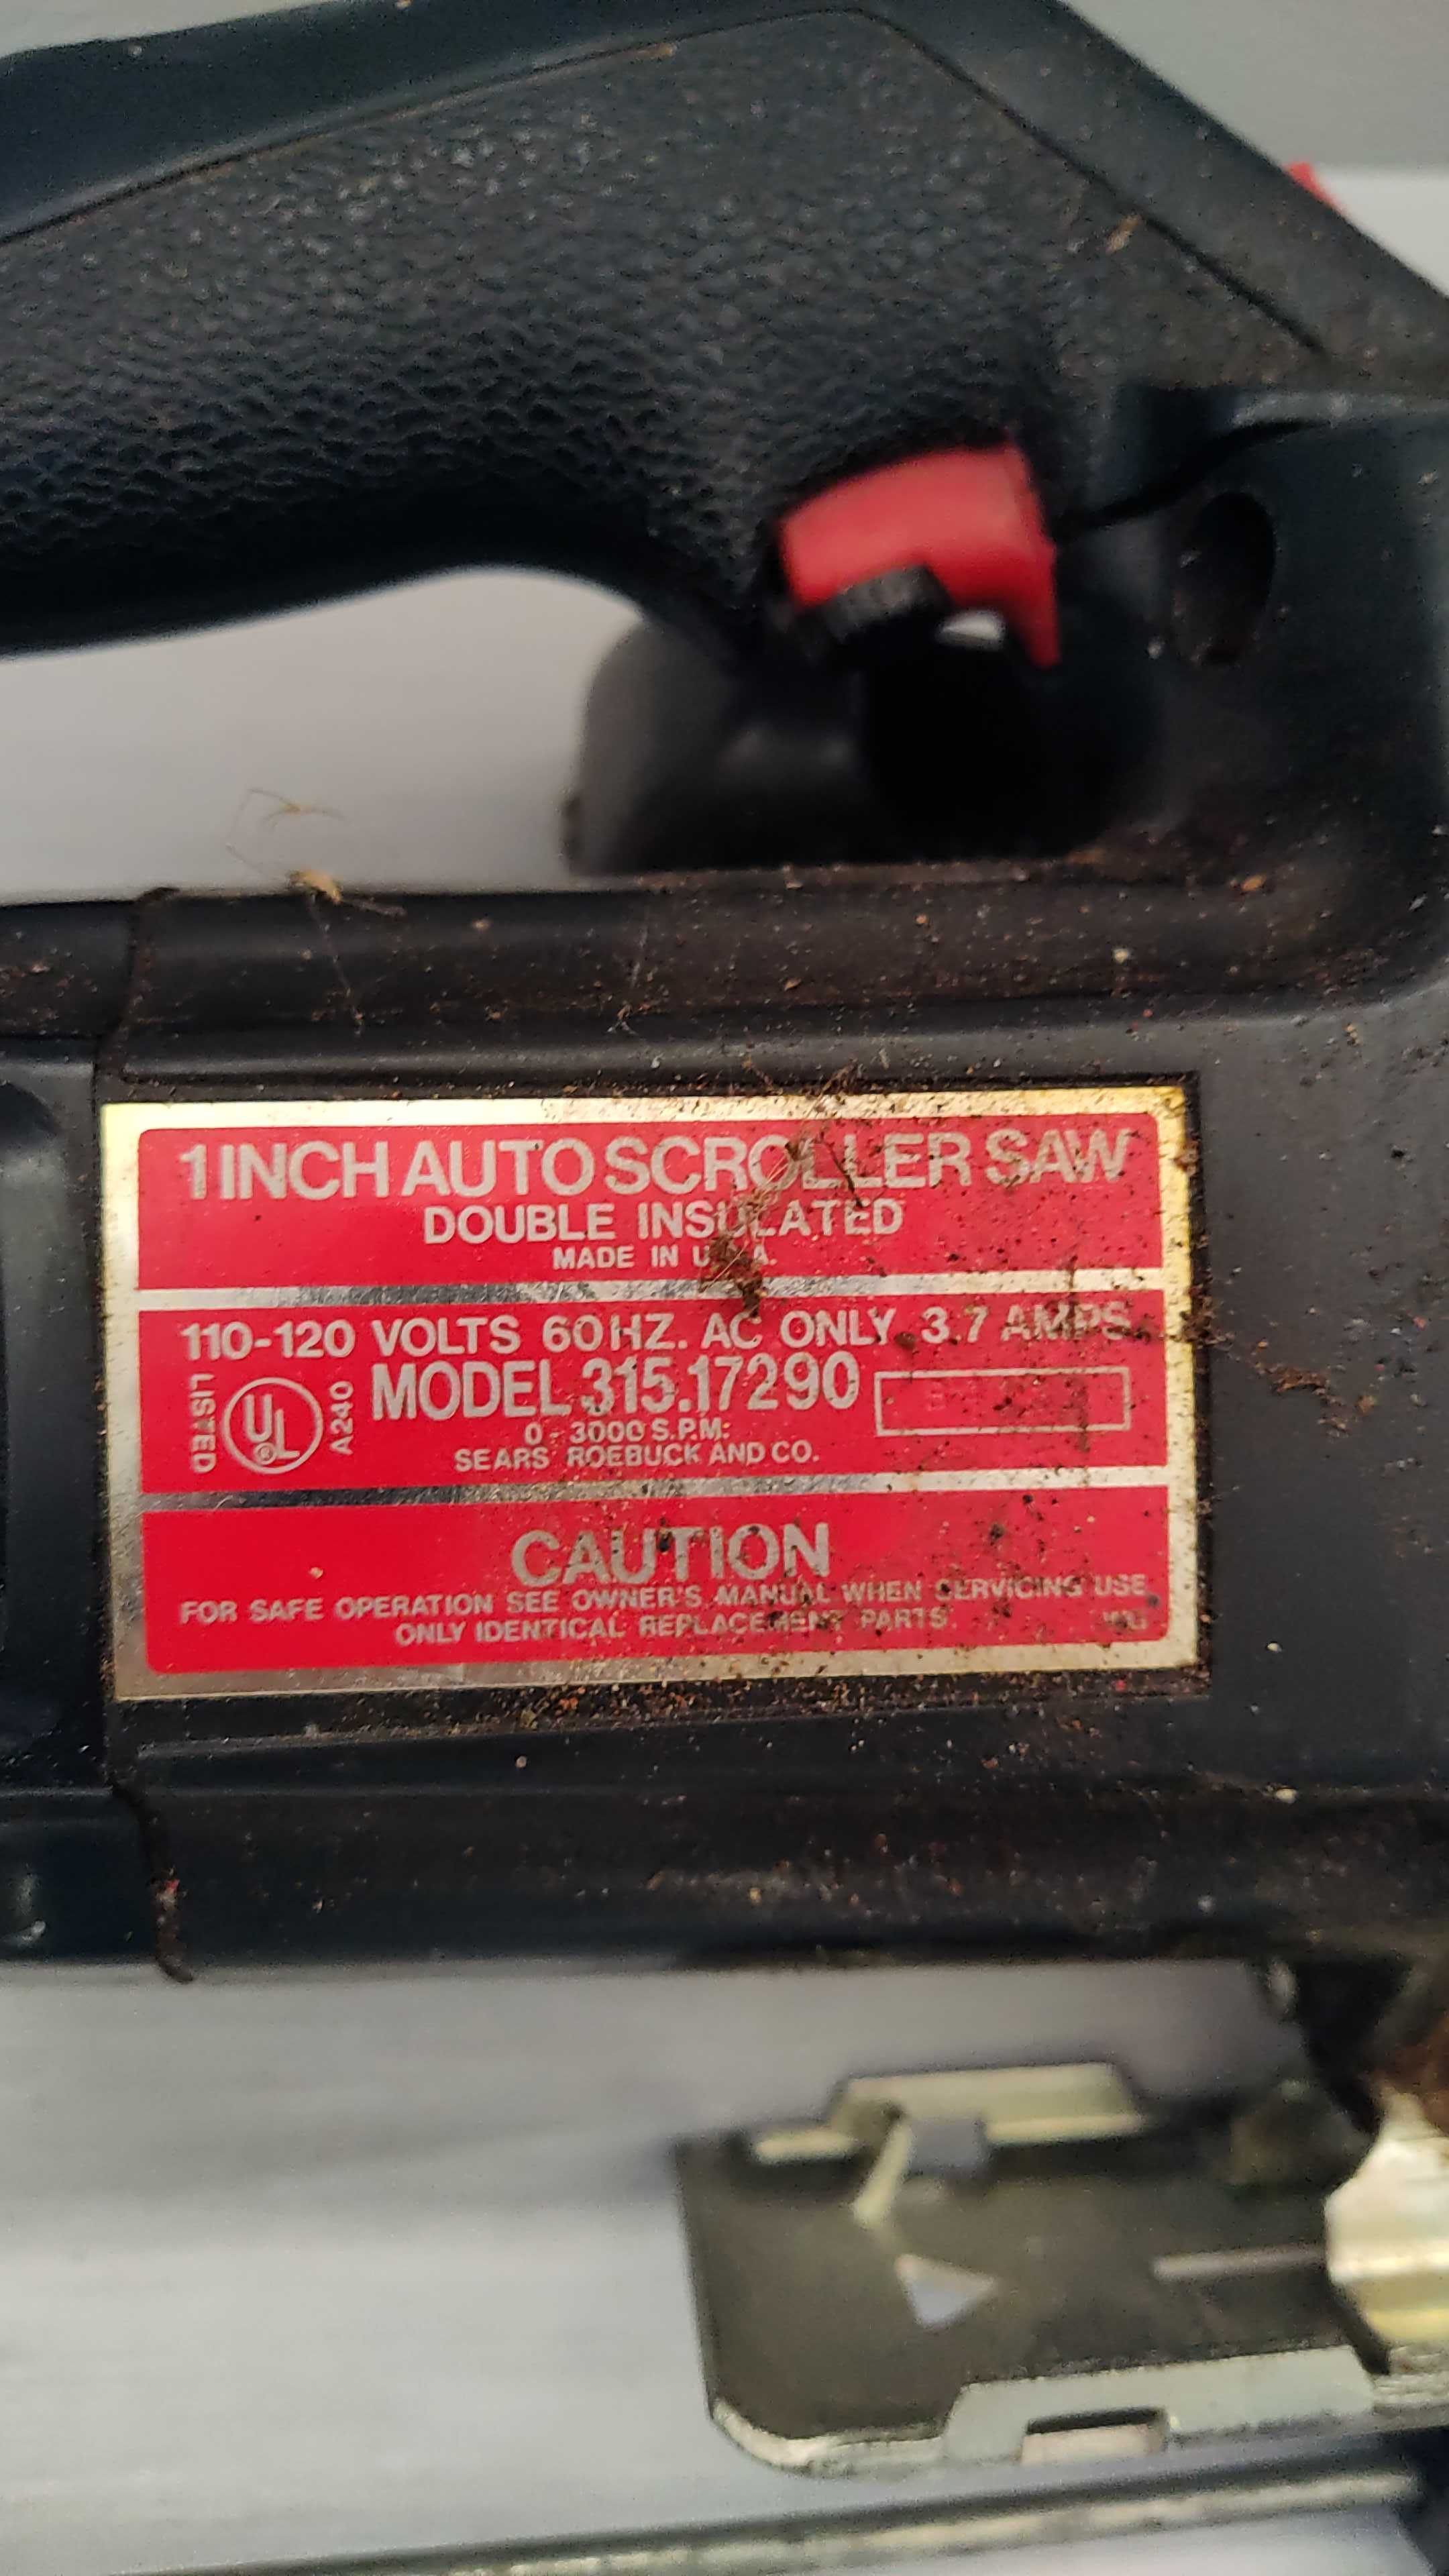 1 INCH AUTO SCROLLER SAW
DOUBLE INSULATED
MADE IN U.S.A.
110-120 VOLTS 60HZ. AC ONLY 3.7 AMPS
LISTED UL ® A240 MODEL 315.17290
0 - 3000 S.P.M.
SEARS ROEBUCK AND CO.
CAUTION
FOR SAFE OPERATION SEE OWNER'S MANUAL WHEN SERVICING USE
ONLY IDENTICAL REPLACEMENT PARTS.